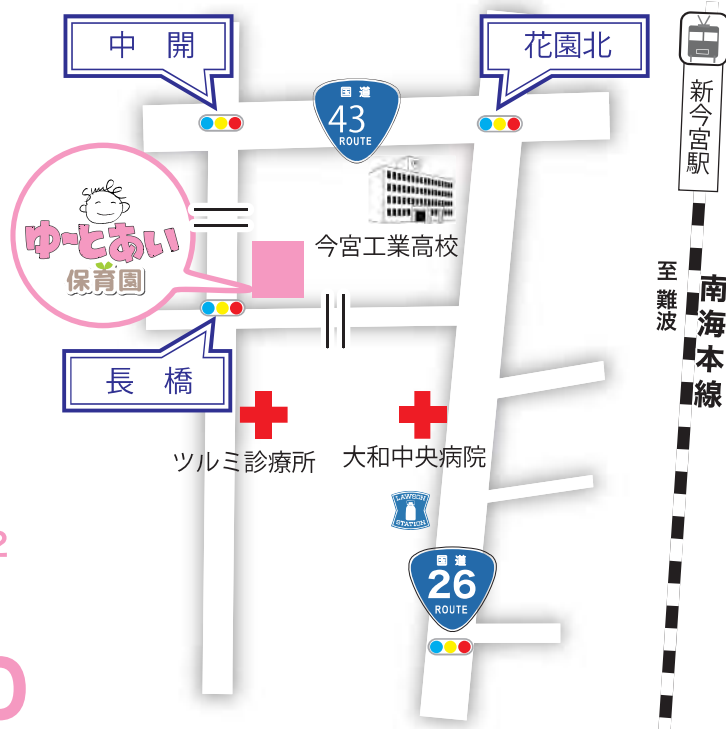 中 開
花園北
国道
43
ROUTE
新今宮駅
smile
ゆ~とあい
保育園
今宮工業高校
至 難波
南海本線
長 橋
ツルミ診療所
大和中央病院
LAWSON
STATION
国道
26
ROUTE